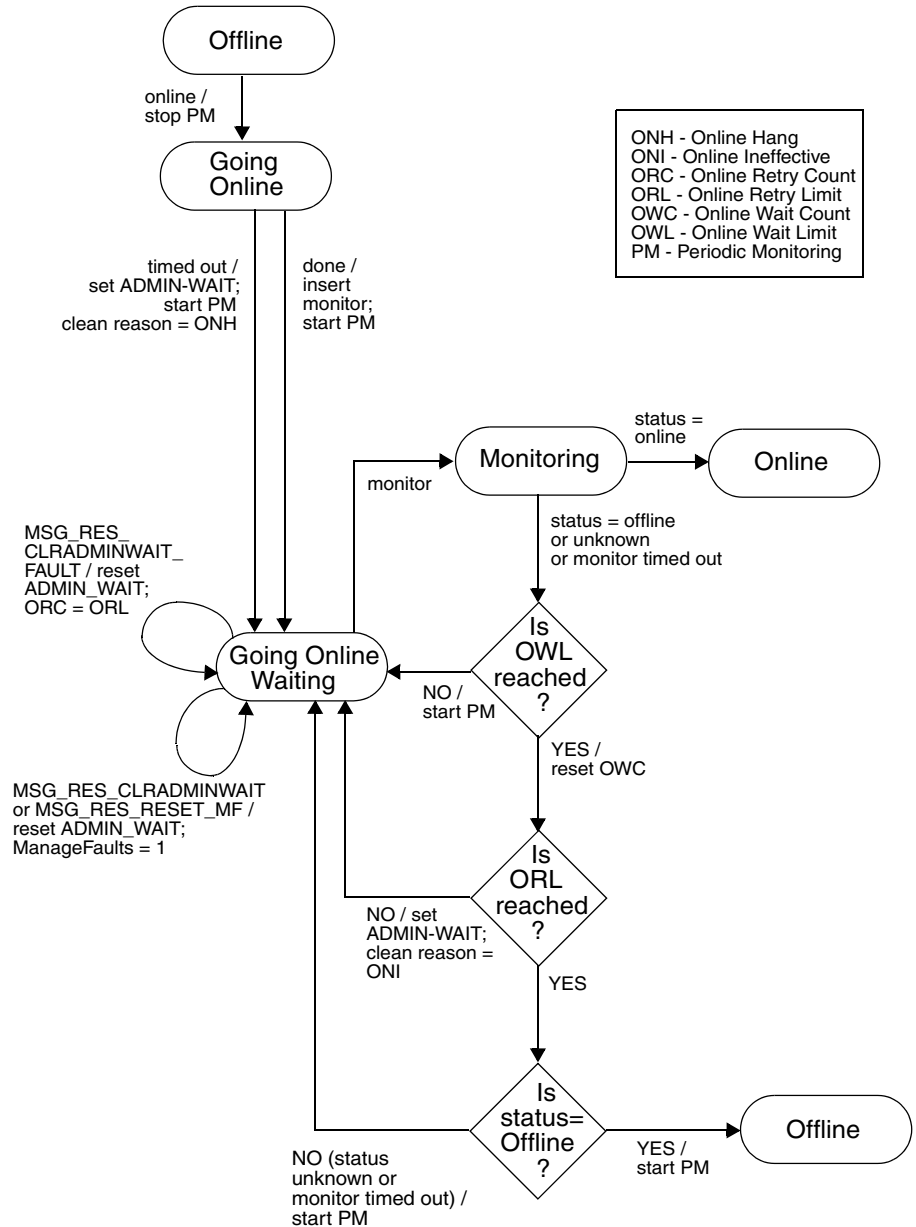 Offline
online /
stop PM
Going
Online
ONH - Online Hang
ONI - Online Ineffective
ORC - Online Retry Count
ORL - Online Retry Limit
OWC - Online Wait Count
OWL - Online Wait Limit
PM - Periodic Monitoring
timed out /
set ADMIN-WAIT;
start PM
clean reason = ONH
done /
insert
monitor;
start PM
monitor
Monitoring
status =
online
Online
status = offline
or unknown
or monitor timed out
MSG_RES_
CLRADMINWAIT_
FAULT / reset
ADMIN_WAIT;
ORC = ORL
Going Online
Waiting
Is
OWL
reached
?
NO /
start PM
YES /
reset OWC
MSG_RES_CLRADMINWAIT
or MSG_RES_RESET_MF /
reset ADMIN_WAIT;
ManageFaults = 1
Is
ORL
reached
?
NO / set
ADMIN-WAIT;
clean reason =
ONI
YES
Is
status=
Offline
?
NO (status
unknown or
monitor timed out) /
start PM
YES /
start PM
Offline